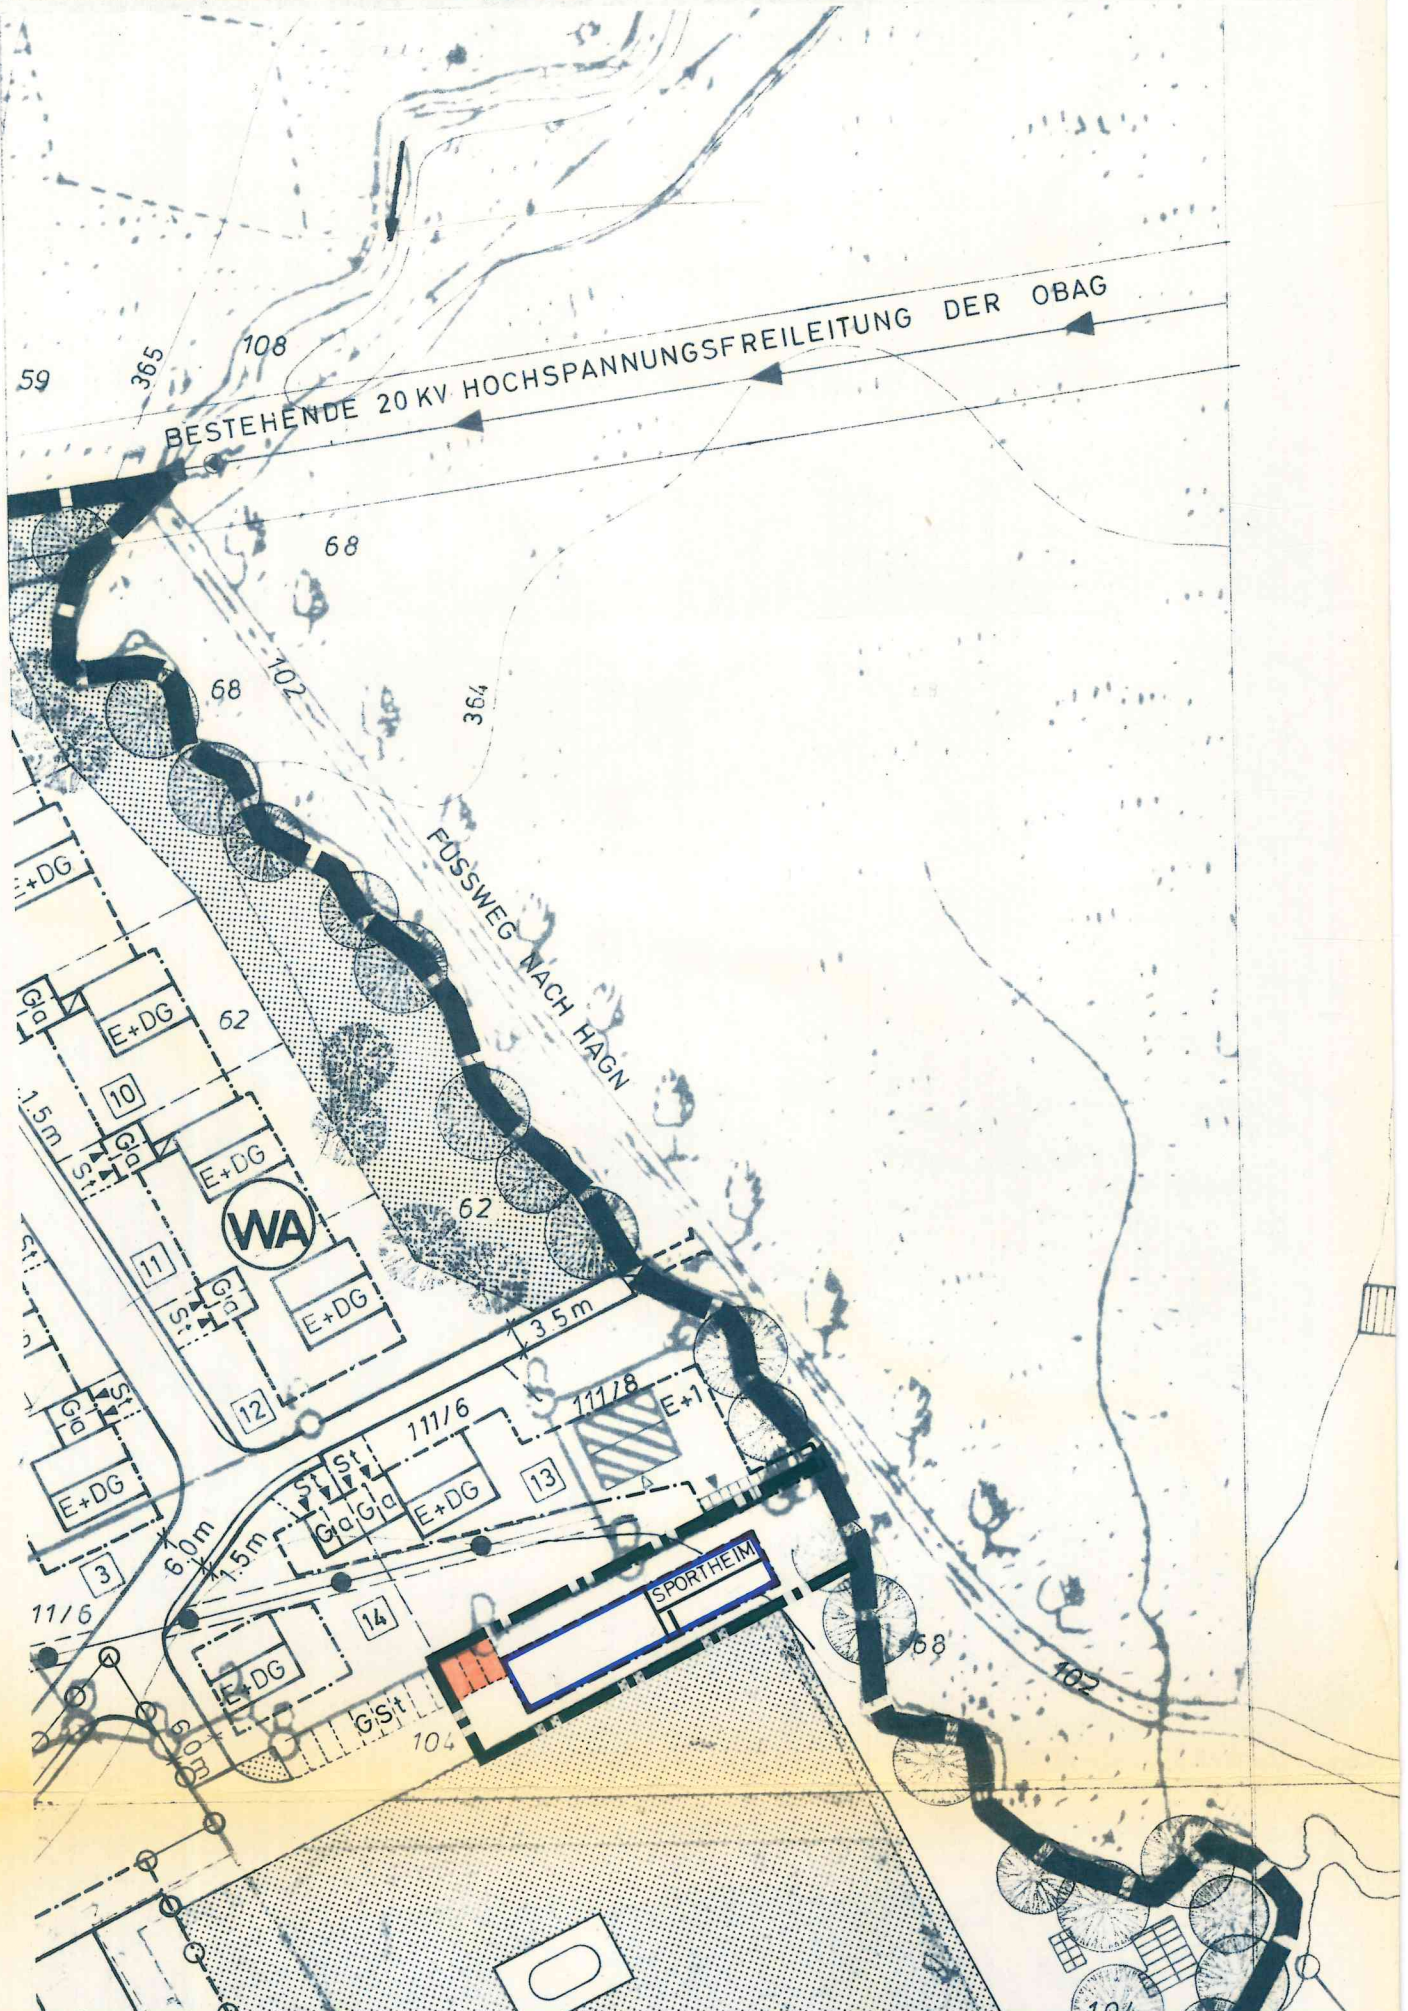 108
365
59
BESTEHENDE 20 KV HOCHSPANNUNGSFREILEITUNG DER OBAG
68
102
68
364
FUSSWEG NACH HAGN
E+DG
Ga
E+DG
62
10
1.5m
Ga
St
E+DG
WA
62
St
11
Ga
St
E+DG
3.5m
St
Ga
12
111/6
111/8
E+1
St
St
E+DG
13
Ga
Ga
E+DG
3
6.0m
1.5m
SPORTHEIM
11/6
14
E+DG
68
102
GSt
104
6.0m